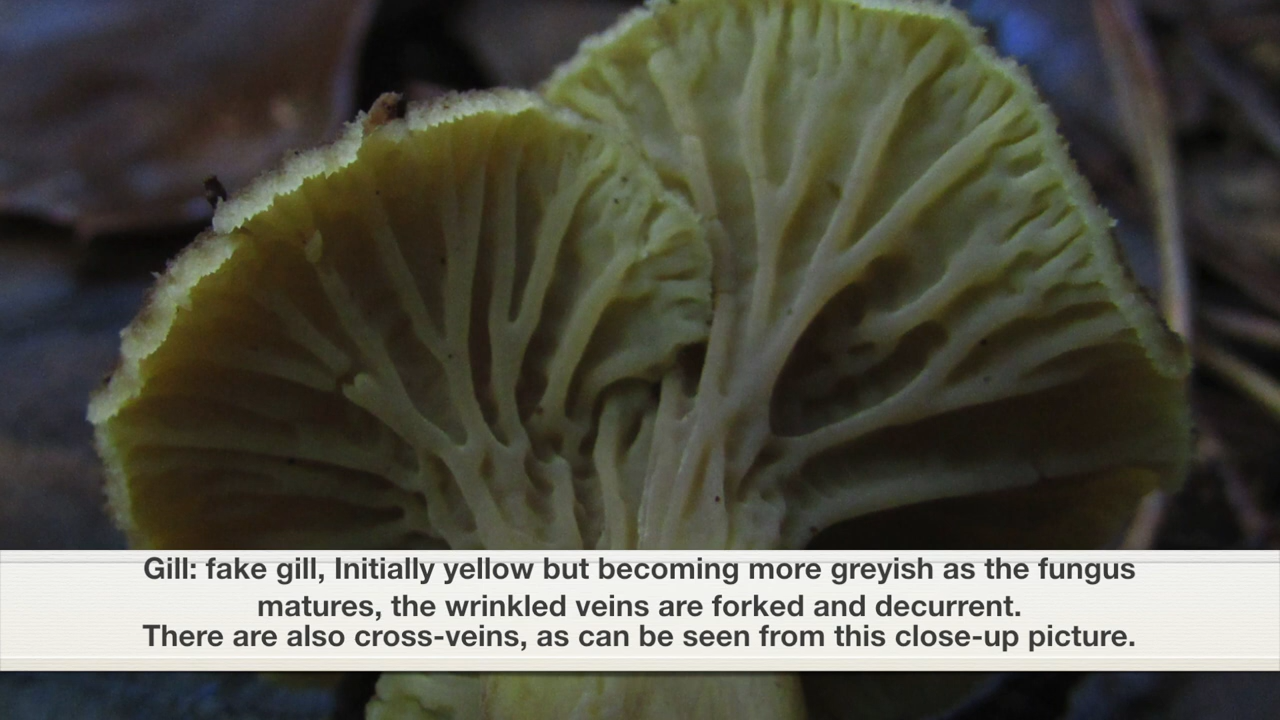 Gill: fake gill, Initially yellow but becoming more greyish as the fungus
matures, the wrinkled veins are forked and decurrent.
There are also cross-veins, as can be seen from this close-up picture.